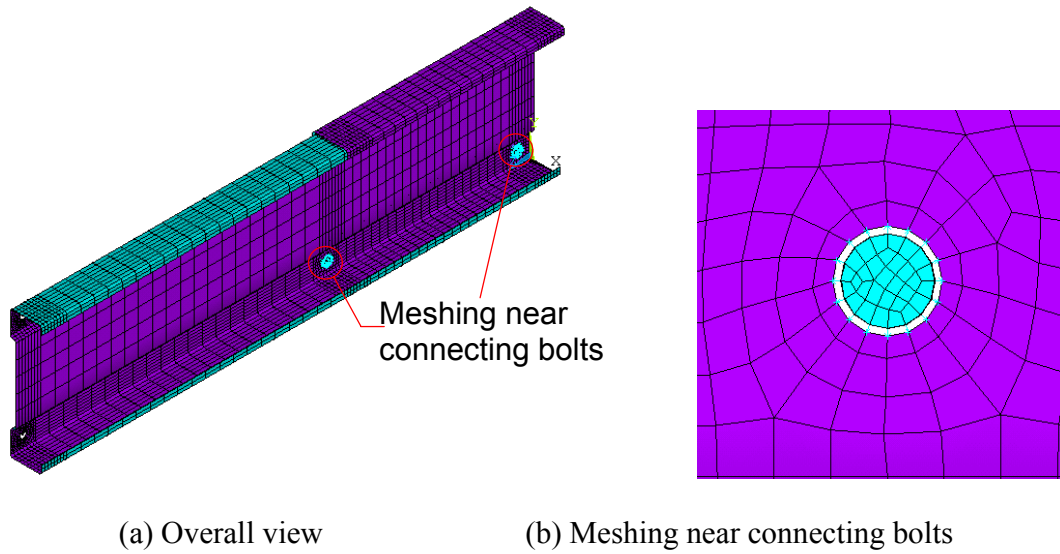 Y
X
Meshing near
connecting bolts
(a) Overall view
(b) Meshing near connecting bolts